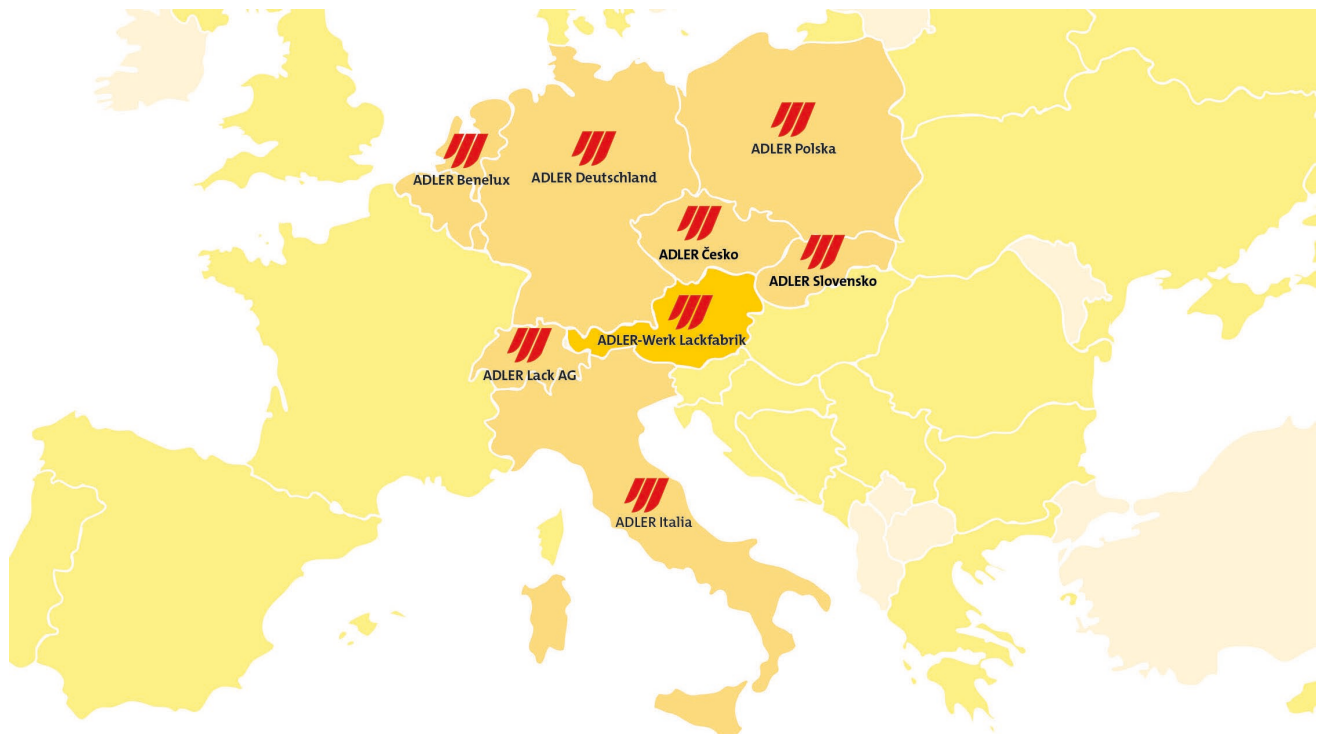 ADLER Polska
ADLER Benelux
ADLER Deutschland
ADLER Česko
ADLER Slovensko
ADLER-Werk Lackfabrik
ADLER Lack AG
ADLER Italia